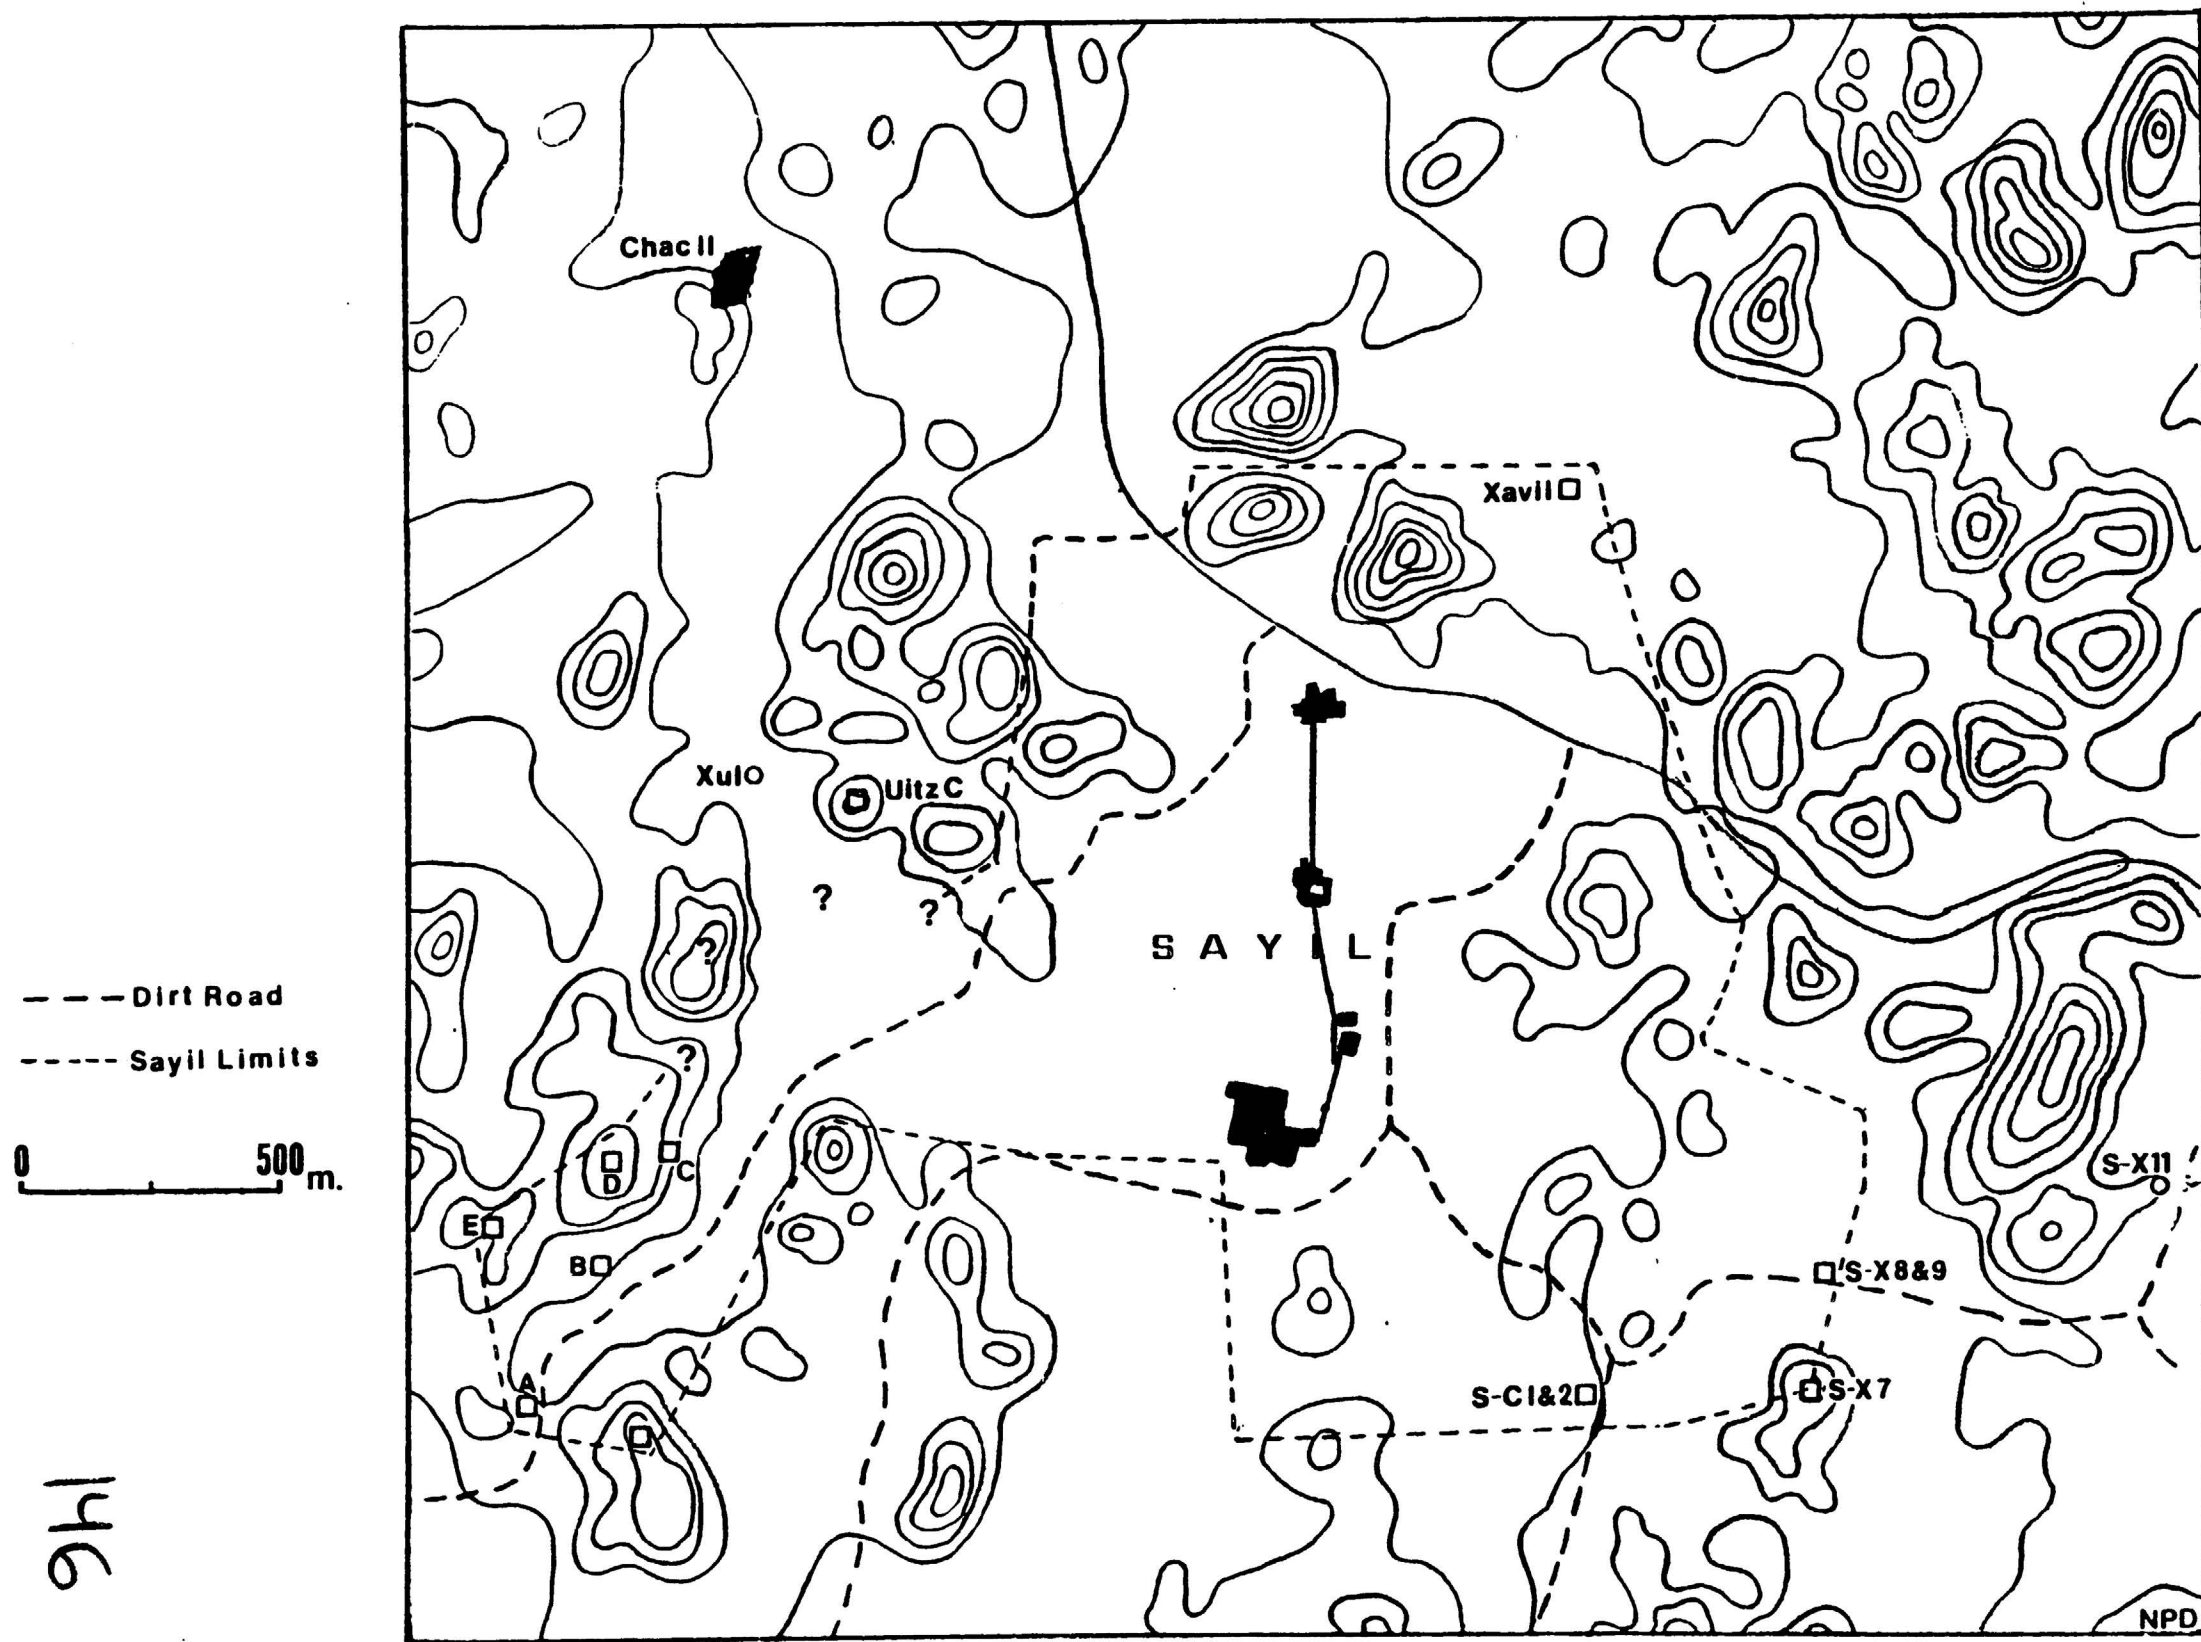 Chac II
Xavil
Xul
Uitz C
?
?
S A Y I L
?
Dirt Road
?
Sayil Limits
0 500 m.
C
D
S-X11
E
B
S-X8&9
A
S-C1&2
S-X7
146
NPD